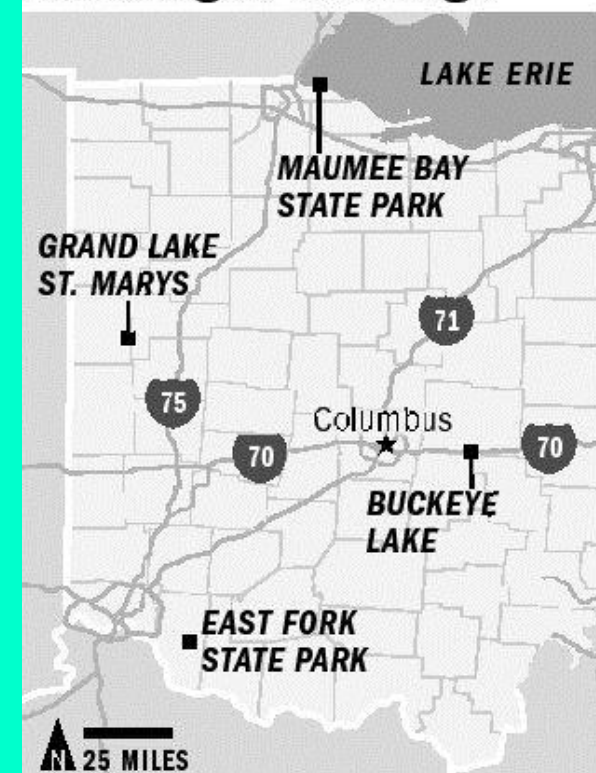 LAKE ERIE
MAUMEE BAY
STATE PARK
GRAND LAKE
ST. MARYS
71
75
Columbus
70
70
BUCKEYE
LAKE
EAST FORK
STATE PARK
N
25 MILES